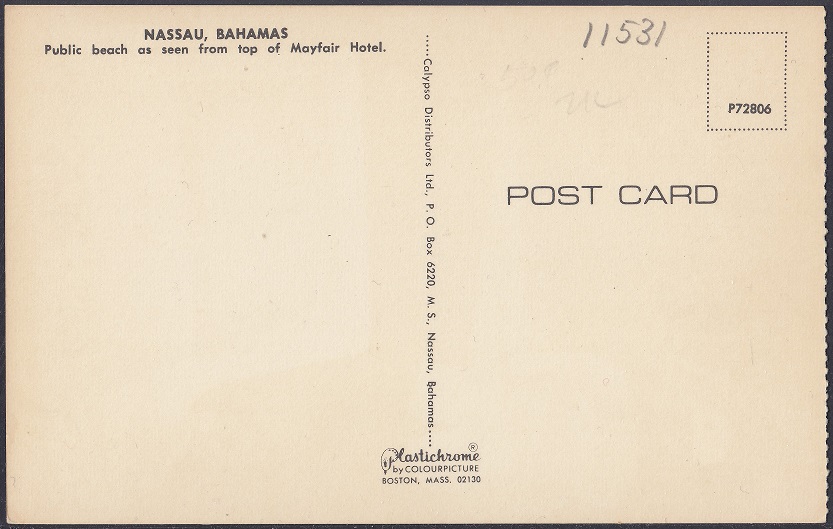 NASSAU, BAHAMAS
Public beach as seen from top of Mayfair Hotel.
.....Calypso Distributors Ltd., P. O. Box 6220, M. S., Nassau, Bahamas....
11531
P72806
POST CARD
Plastichrome®
by COLOURPICTURE
BOSTON, MASS. 02130